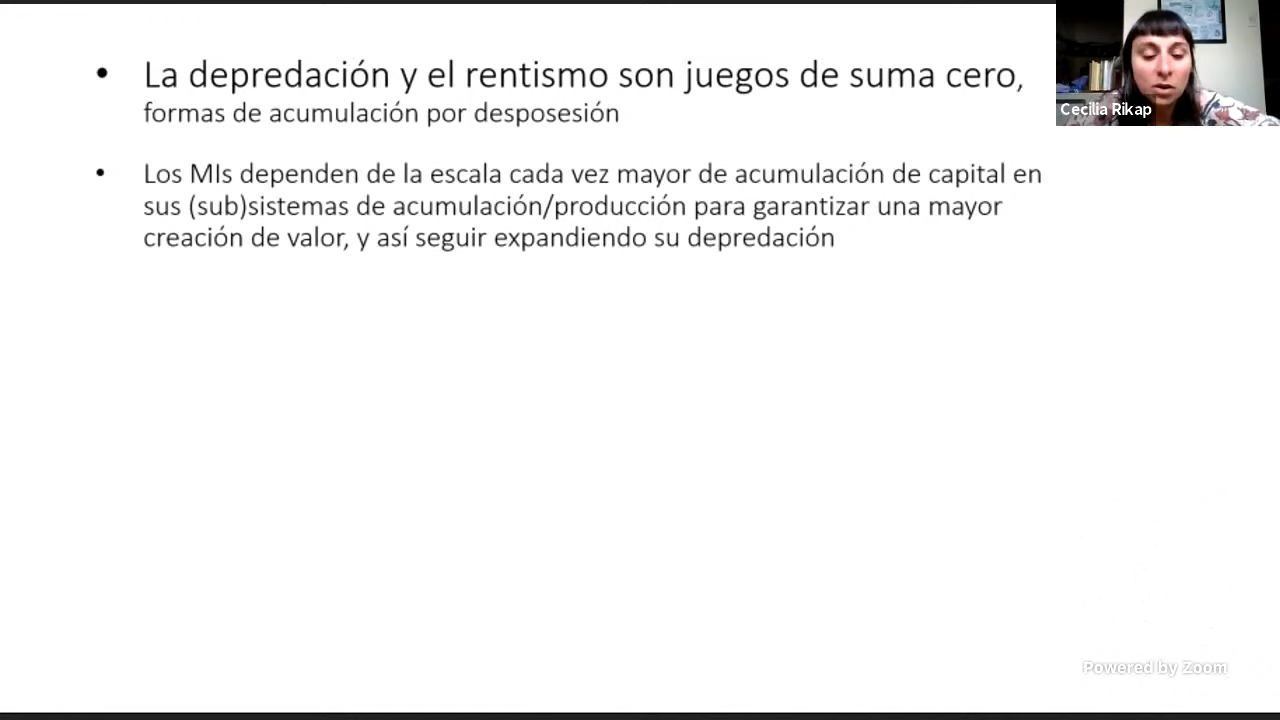 • La depredación y el rentismo son juegos de suma cero,
formas de acumulación por desposesión
• Los MIs dependen de la escala cada vez mayor de acumulación de capital en
sus (sub)sistemas de acumulación/producción para garantizar una mayor
creación de valor, y así seguir expandiendo su depredación
Cecilia Rikap
Powered by Zoom